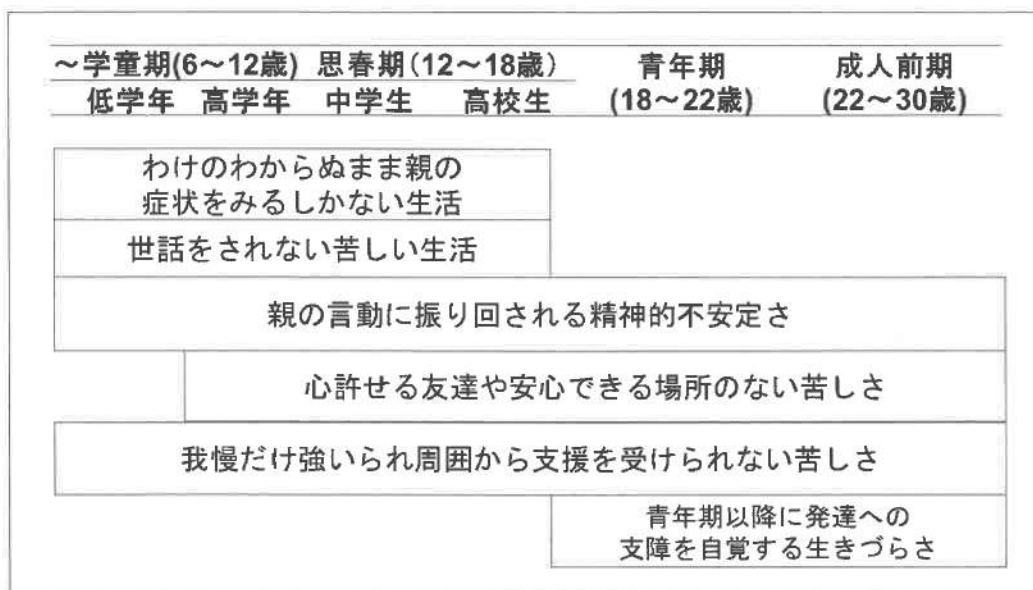 ～学童期(6～12歳) 思春期(12～18歳) 青年期 成人前期
低学年 高学年 中学生 高校生 (18～22歳) (22～30歳)
わけのわからぬまま親の
症状をみるしかない生活
世話をされない苦しい生活
親の言動に振り回される精神的不安定さ
心許せる友達や安心できる場所のない苦しさ
我慢だけ強いられ周囲から支援を受けられない苦しさ
青年期以降に発達への
支障を自覚する生きづらさ